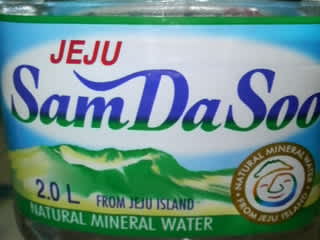 JEJU
SamDaSoo
2.0 L FROM JEJU ISLAND
NATURAL MINERAL WATER
NATURAL MINERAL WATER
FROM JEJU ISLAND